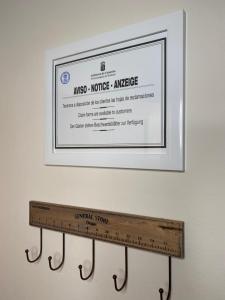 AVISO - NOTICE - ANZEIGE
Tenemos a disposición de los clientes las hojas de reclamaciones
Claim forms are available to customers
Den Gästen stehen Beschwerdeblätter zur Verfügung
GENERAL STORE